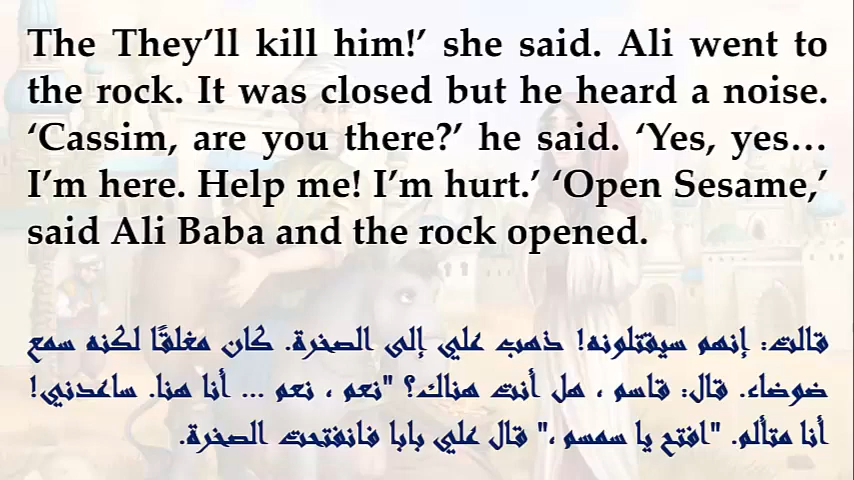 The They’ll kill him!’ she said. Ali went to
the rock. It was closed but he heard a noise.
‘Cassim, are you there?’ he said. ‘Yes, yes…
I’m here. Help me! I’m hurt.’ ‘Open Sesame,’
said Ali Baba and the rock opened.
قالت: إنهم سيقتلونه! ذهب علي إلى الصخرة. كان مغلقًا لكنه سمع
ضوضاء. قال: قاسم ، هل أنت هناك؟ "نعم ، نعم ... أنا هنا. ساعدني!
أنا متألم. "افتح يا سمسم ،" قال علي بابا فانفتحت الصخرة.